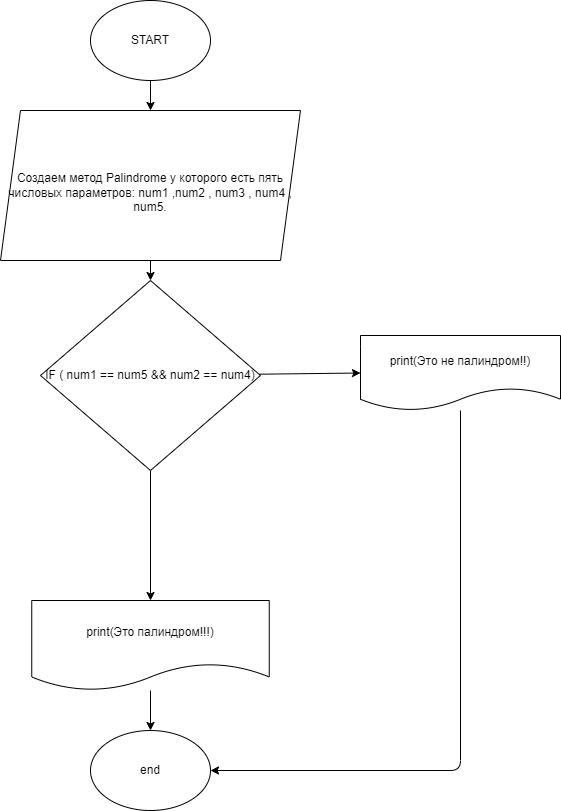 START
Создаем метод Palindrome у которого есть пять
числовых параметров: num1 ,num2 , num3 , num4 ,
num5.
IF ( num1 == num5 && num2 == num4)
print(Это не палиндром!!)
print(Это палиндром!!!)
end